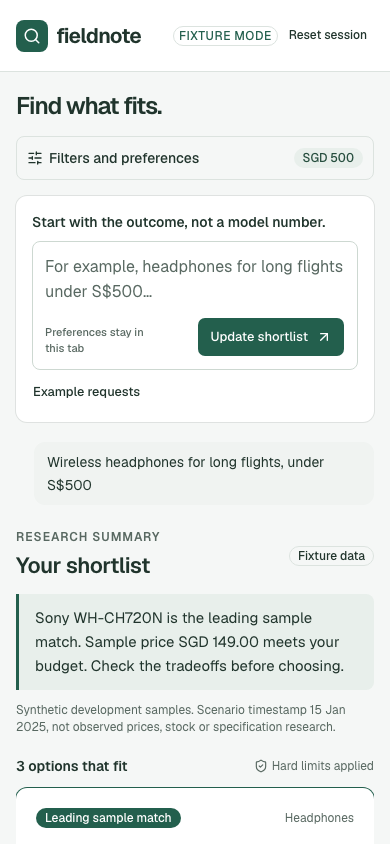 fieldnote
FIXTURE MODE
Reset session
Find what fits.
Filters and preferences
SGD 500
Start with the outcome, not a model number.
For example, headphones for long flights
under S$500...
Preferences stay in
this tab
Update shortlist
Example requests
Wireless headphones for long flights, under
S$500
RESEARCH SUMMARY
Your shortlist
Fixture data
Sony WH-CH720N is the leading sample
match. Sample price SGD 149.00 meets your
budget. Check the tradeoffs before choosing.
Synthetic development samples. Scenario timestamp 15 Jan
2025, not observed prices, stock or specification research.
3 options that fit
Hard limits applied
Leading sample match
Headphones